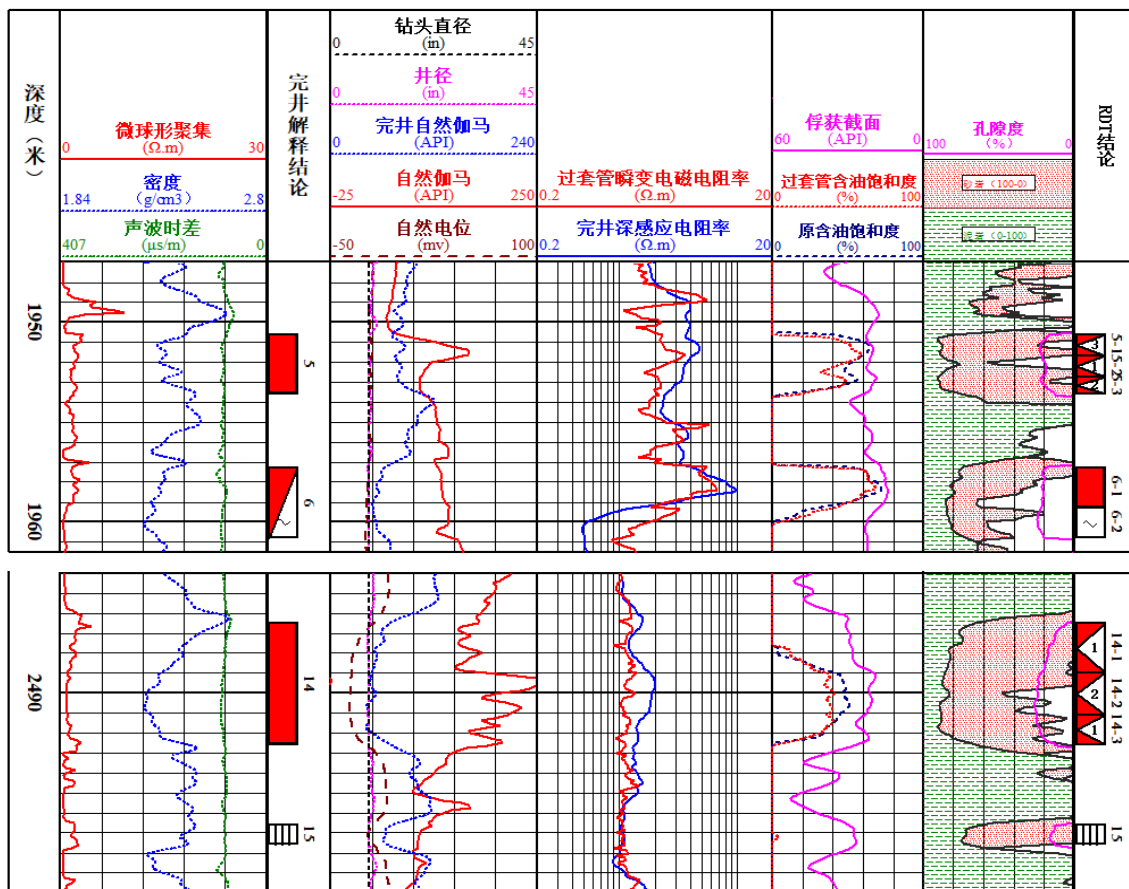 深度（米）
微球形聚集
0 (Ω.m) 30
密度
1.84 (g/cm3) 2.8
声波时差
407 (μs/m) 0
完井解释结论
钻头直径
0 (in) 45
井径
0 (in) 45
完井自然伽马
0 (API) 240
自然伽马
-25 (API) 250
自然电位
-50 (mv) 100
过套管瞬变电磁电阻率
0.2 (Ω.m) 20
完井深感应电阻率
0.2 (Ω.m) 20
俘获截面
60 (API) 0
过套管含油饱和度
0 (%) 100
原含油饱和度
0 (%) 100
孔隙度
100 (%) 0
(100-0)
(0-100)
RDT结论
1950
5
3
1
2
5-1
5-2
5-3
1960
6
6-1
6-2
2490
14
1
2
1
14-1
14-2
14-3
15
15